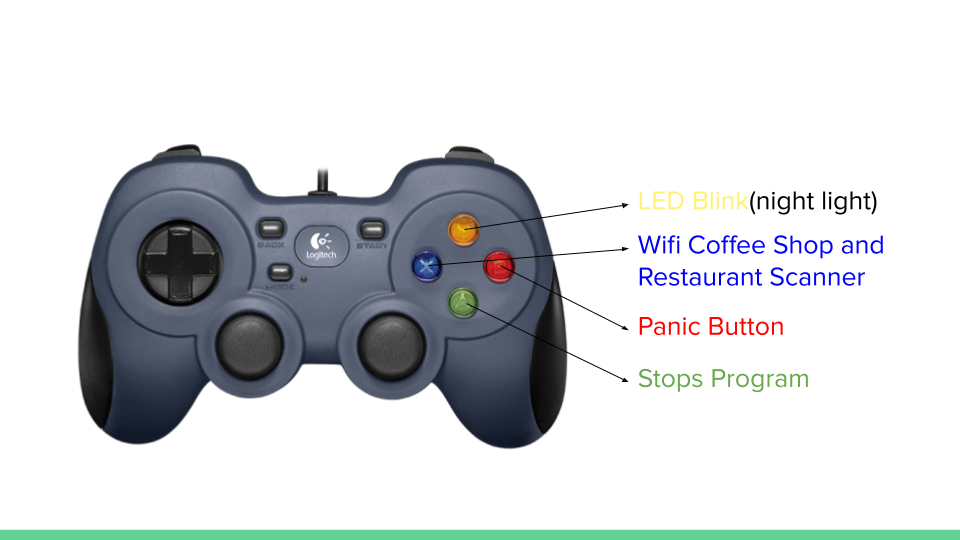 LED Blink(night light)
Wifi Coffee Shop and
Restaurant Scanner
BACK
START
Logitech
MODE
Y
X
B
A
Panic Button
Stops Program